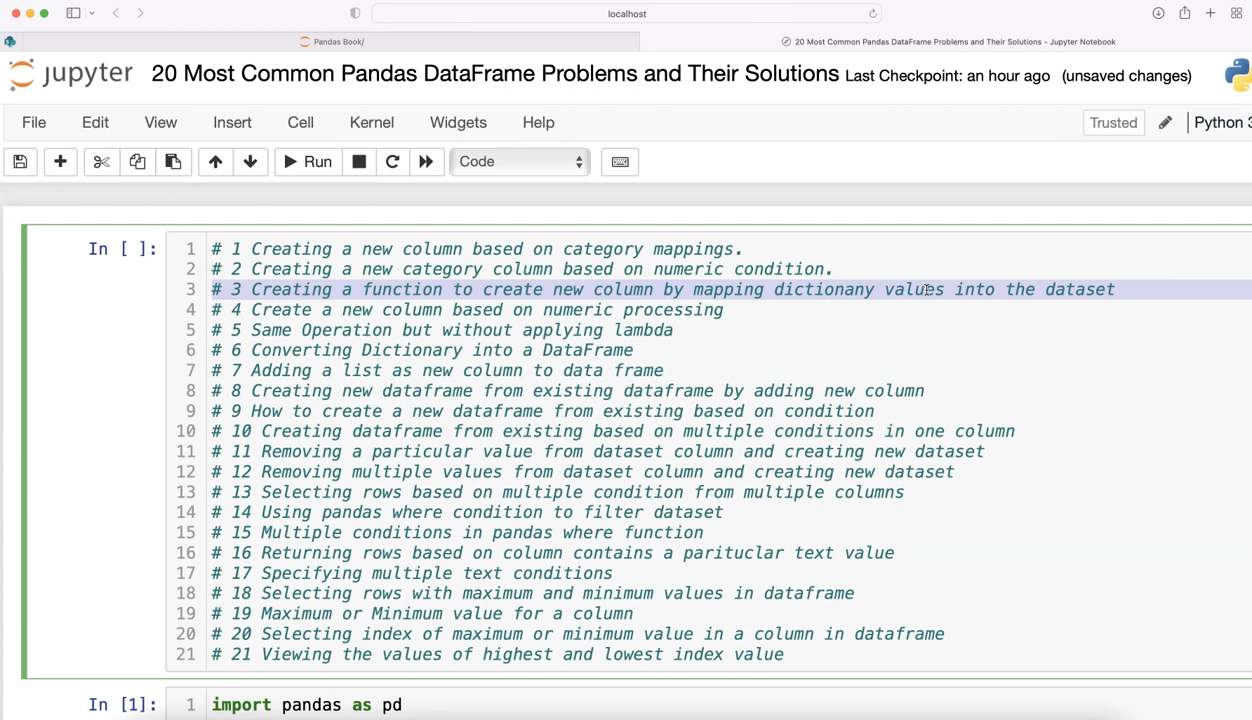 localhost
Pandas Book/
20 Most Common Pandas DataFrame Problems and Their Solutions - Jupyter Notebook
jupyter 20 Most Common Pandas DataFrame Problems and Their Solutions Last Checkpoint: an hour ago (unsaved changes)
File Edit View Insert Cell Kernel Widgets Help Trusted Python 3
Run Code
In [ ]: 1 # 1 Creating a new column based on category mappings.
2 # 2 Creating a new category column based on numeric condition.
3 # 3 Creating a function to create new column by mapping dictionany values into the dataset
4 # 4 Create a new column based on numeric processing
5 # 5 Same Operation but without applying lambda
6 # 6 Converting Dictionary into a DataFrame
7 # 7 Adding a list as new column to data frame
8 # 8 Creating new dataframe from existing dataframe by adding new column
9 # 9 How to create a new dataframe from existing based on condition
10 # 10 Creating dataframe from existing based on multiple conditions in one column
11 # 11 Removing a particular value from dataset column and creating new dataset
12 # 12 Removing multiple values from dataset column and creating new dataset
13 # 13 Selecting rows based on multiple condition from multiple columns
14 # 14 Using pandas where condition to filter dataset
15 # 15 Multiple conditions in pandas where function
16 # 16 Returning rows based on column contains a parituclar text value
17 # 17 Specifying multiple text conditions
18 # 18 Selecting rows with maximum and minimum values in dataframe
19 # 19 Maximum or Minimum value for a column
20 # 20 Selecting index of maximum or minimum value in a column in dataframe
21 # 21 Viewing the values of highest and lowest index value
In [1]: 1 import pandas as pd